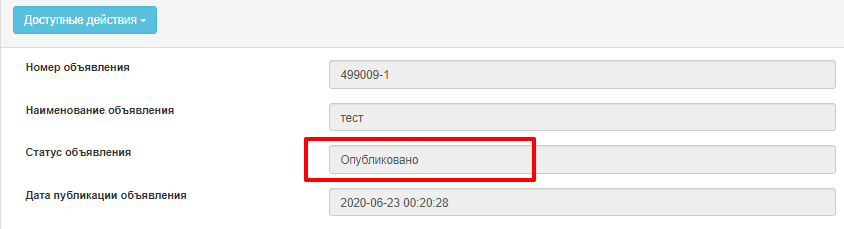 Доступные действия
Номер объявления
499009-1
Наименование объявления
тест
Статус объявления
Опубликовано
Дата публикации объявления
2020-06-23 00:20:28